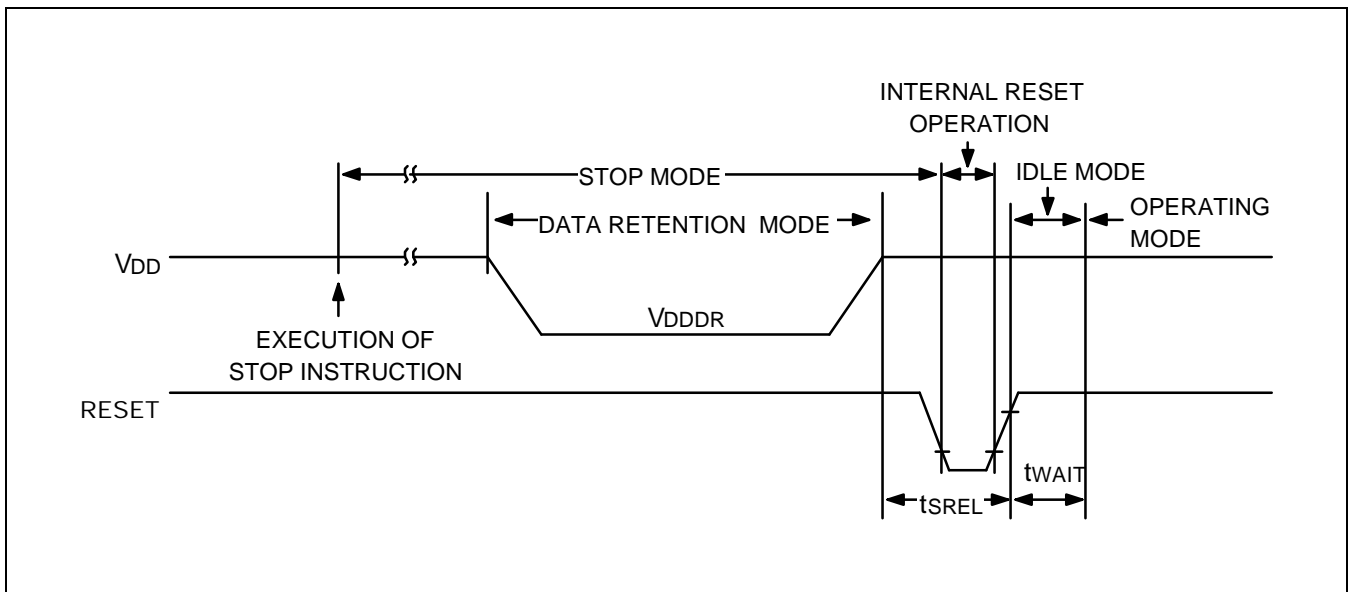 INTERNAL RESET
OPERATION
STOP MODE
IDLE MODE
DATA RETENTION MODE
OPERATING
MODE
VDD
VDDDR
EXECUTION OF
STOP INSTRUCTION
RESET
tWAIT
tSREL